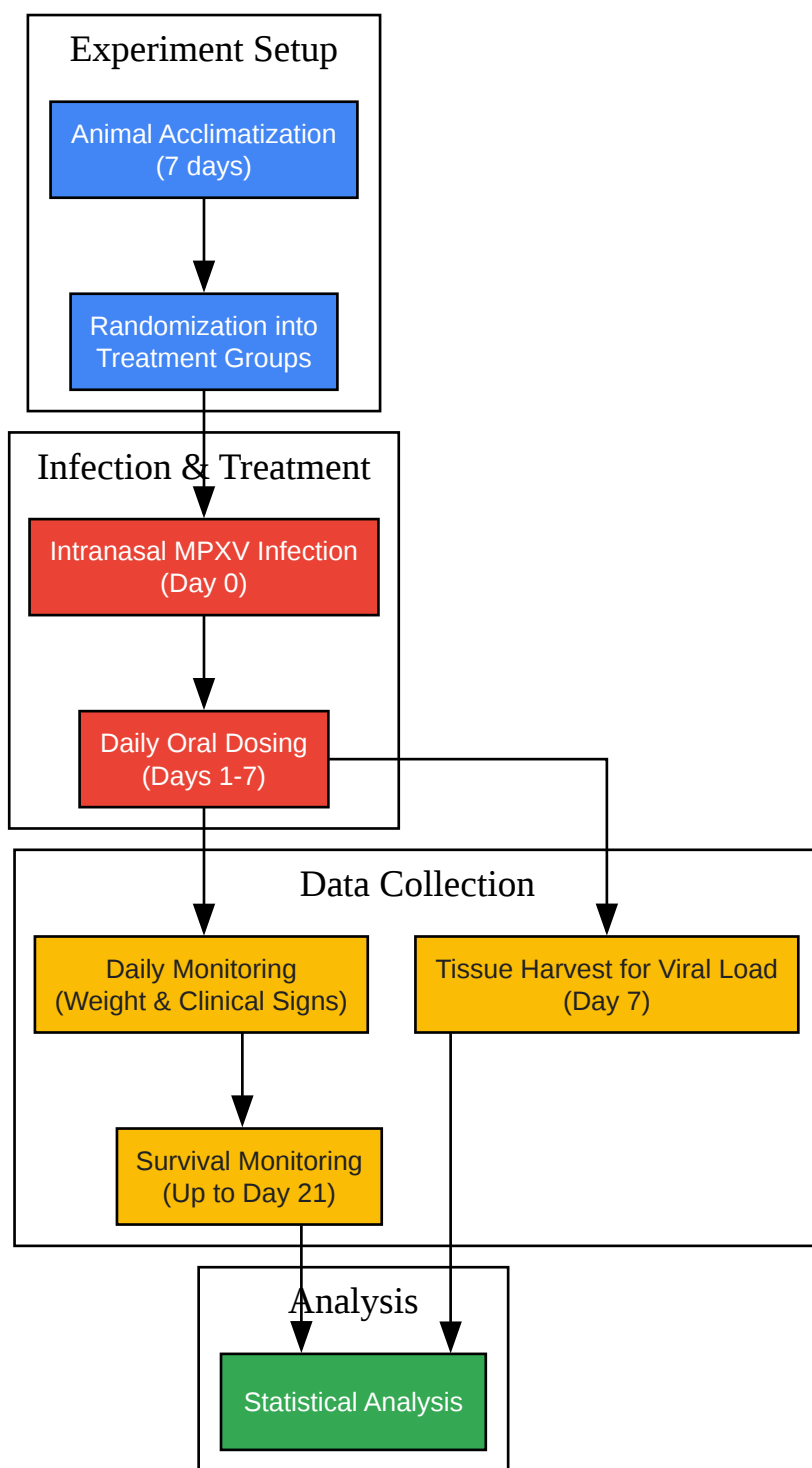 Experiment Setup
Animal Acclimatization
(7 days)
Randomization into
Treatment Groups
Infection & Treatment
Intranasal MPXV Infection
(Day 0)
Daily Oral Dosing
(Days 1-7)
Data Collection
Daily Monitoring
(Weight & Clinical Signs)
Tissue Harvest for Viral Load
(Day 7)
Survival Monitoring
(Up to Day 21)
Analysis
Statistical Analysis